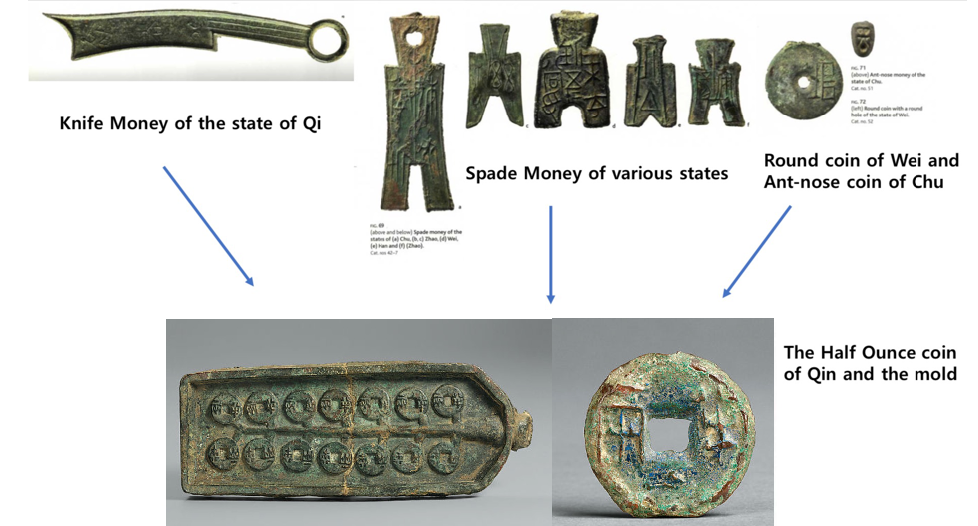 Knife Money of the state of Qi
c
d
e
f
a
FIG. 71
(above) Ant-nose money of the
state of Chu.
Cat. no. 51
FIG. 72
(left) Round coin with a round
hole of the state of Wei.
Cat. no. 52
Spade Money of various states
Round coin of Wei and
Ant-nose coin of Chu
FIG. 69
(above and below) Spade money of the
states of (a) Chu, (b, c) Zhao, (d) Wei,
(e) Han and (f) (Zhao).
Cat. nos
The Half Ounce coin
of Qin and the mold